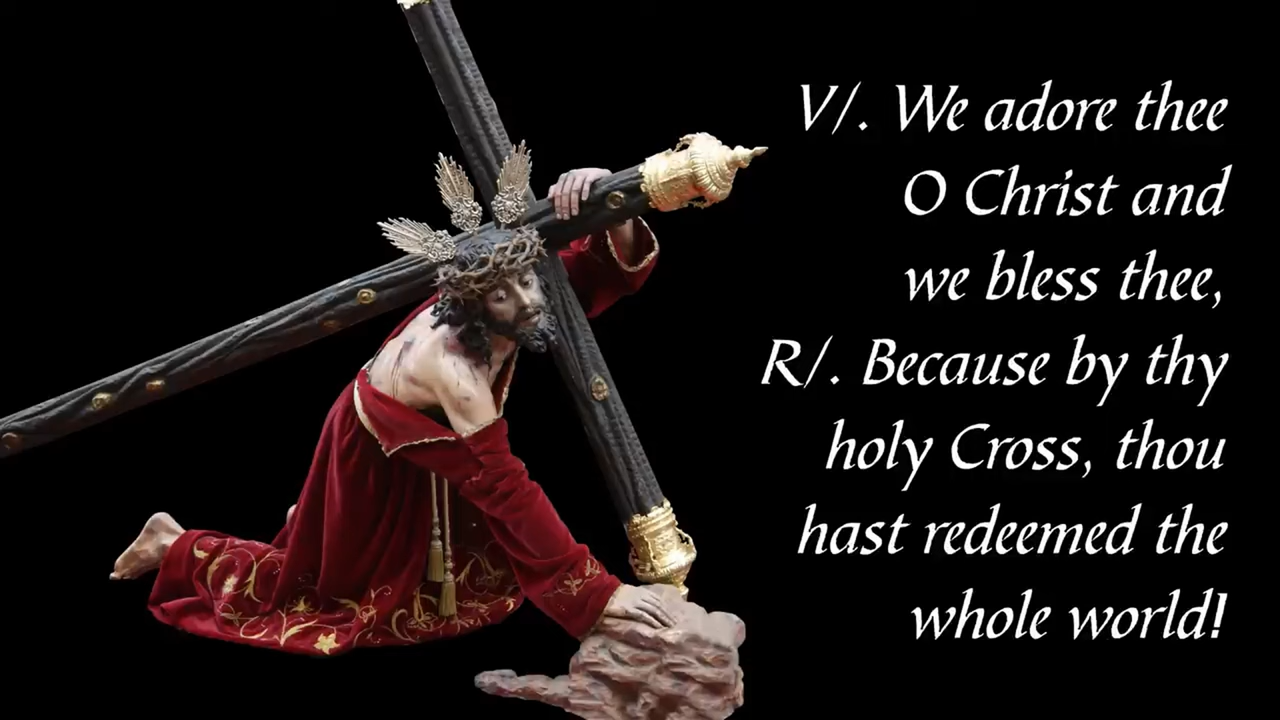 V/. We adore thee
O Christ and
we bless thee,
R/. Because by thy
holy Cross, thou
hast redeemed the
whole world!